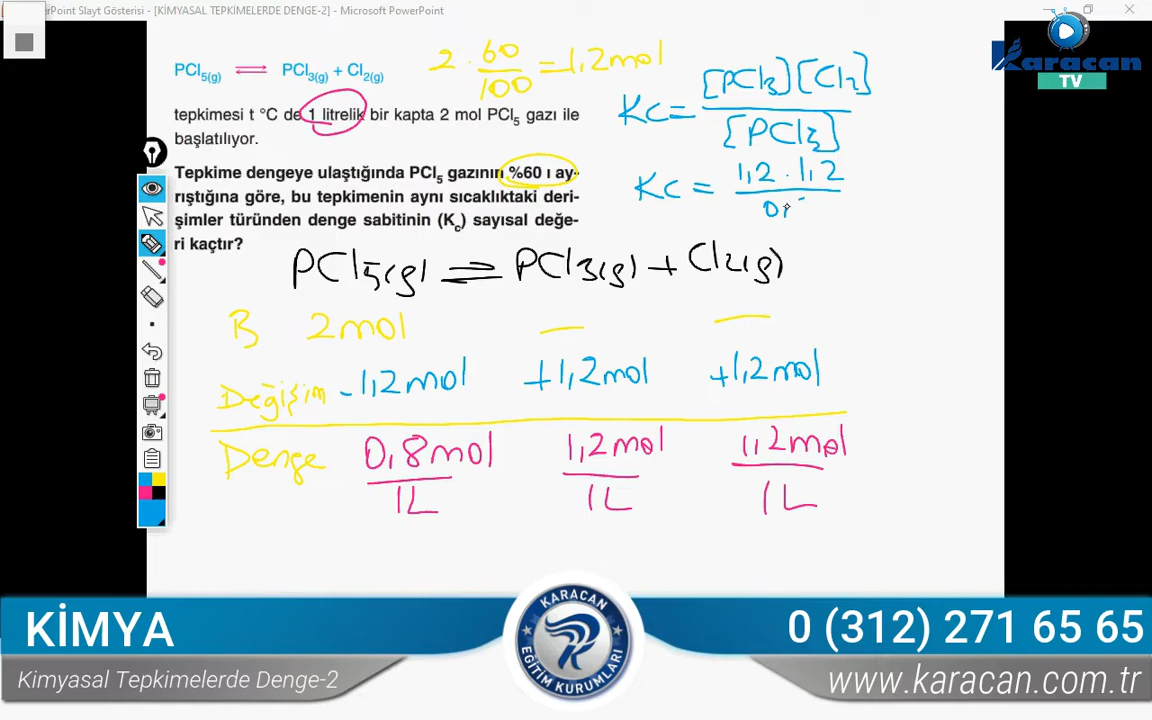 PowerPoint Slayt Gösterisi - [KİMYASAL TEPKİMELERDE DENGE-2] - Microsoft PowerPoint
Karacan
TV
PCl5(g) ⇌ PCl3(g) + Cl2(g)
2 · 60/100 = 1,2mol
tepkimesi t °C de 1 litrelik bir kapta 2 mol PCl5 gazı ile
başlatılıyor.
Kc = [PCl3][Cl2] / [PCl5]
Tepkime dengeye ulaştığında PCl5 gazının %60 ı ay-
rıştığına göre, bu tepkimenin aynı sıcaklıktaki deri-
şimler türünden denge sabitinin (Kc) sayısal değe-
ri kaçtır?
Kc = 1,2 · 1,2 / 0,
PCl5(g) ⇌ PCl3(g) + Cl2(g)
B 2mol — —
Değişim -1,2mol +1,2mol +1,2mol
Denge 0,8mol/1L 1,2mol/1L 1,2mol/1L
KİMYA
Kimyasal Tepkimelerde Denge-2
KARACAN
EĞİTİM KURUMLARI
0 (312) 271 65 65
www.karacan.com.tr